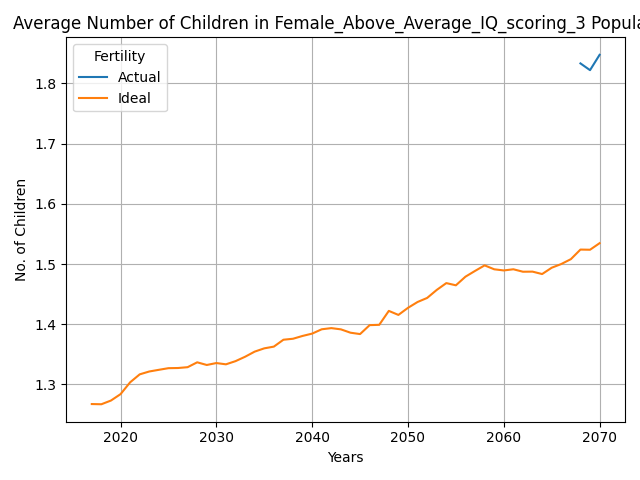 Average Number of Children in Female_Above_Average_IQ_scoring_3 Popula
Fertility
Actual
Ideal
1.8
1.7
1.6
1.5
1.4
1.3
No. of Children
2020 2030 2040 2050 2060 2070
Years